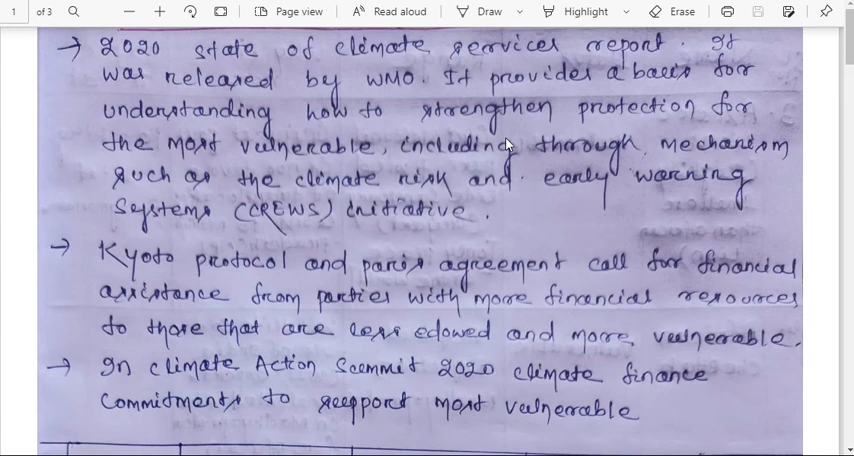 1 of 3 Page view Read aloud Draw Highlight Erase
→ 2020 state of climate services report. It
was released by WMO. It provides a basis for
understanding how to strengthen protection for
the most vulnerable, including through mechanism
such as the climate risk and early warning
Systems (CREWS) initiative.
→ Kyoto protocol and paris agreement call for financial
assistance from parties with more financial resources
to those that are less edowed and more vulnerable.
→ In climate Action Summit 2020 climate finance
commitments to support most vulnerable